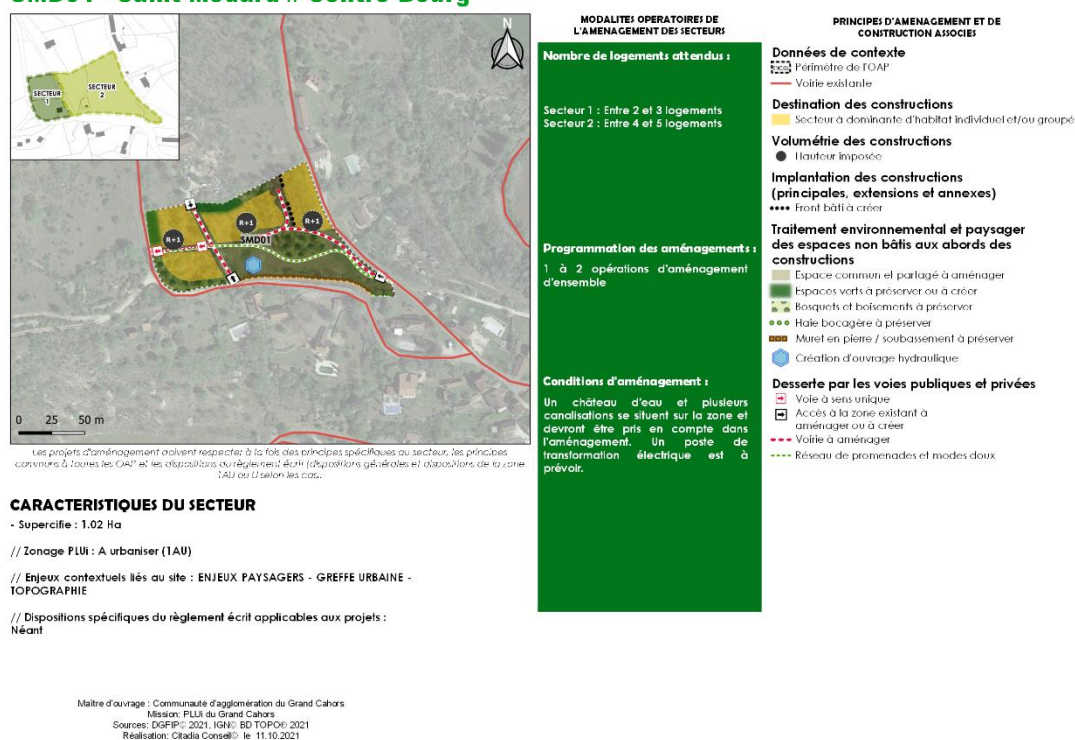 SMD01 - Saint Médard // Centre Bourg
N
SECTEUR
1
SECTEUR
2
R+1
R+1
R+1
SMD01
0 25 50 m
Les projets d'aménagement doivent respecter à la fois des principes spécifiques au secteur, les principes
communs à toutes les OAP et les dispositions du règlement écrit (dispositions générales et dispositions de la zone
1AU ou U selon les cas.
CARACTERISTIQUES DU SECTEUR
- Supercifie : 1.02 Ha
// Zonage PLUi : A urbaniser (1AU)
// Enjeux contextuels liés au site : ENJEUX PAYSAGERS - GREFFE URBAINE -
TOPOGRAPHIE
// Dispositions spécifiques du règlement écrit applicables aux projets :
Néant
Maître d'ouvrage : Communauté d'agglomération du Grand Cahors
Mission: PLUi du Grand Cahors
Sources: DGFIP© 2021, IGN© BD TOPO® 2021
Réalisation: Citadia Conseil© le 11.10.2021
MODALITES OPERATOIRES DE
L'AMENAGEMENT DES SECTEURS
Nombre de logements attendus :
Secteur 1 : Entre 2 et 3 logements
Secteur 2 : Entre 4 et 5 logements
Programmation des aménagements :
1 à 2 opérations d'aménagement
d'ensemble
Conditions d'aménagement :
Un château d'eau et plusieurs
canalisations se situent sur la zone et
devront être pris en compte dans
l'aménagement. Un poste de
transformation électrique est à
prévoir.
PRINCIPES D'AMENAGEMENT ET DE
CONSTRUCTION ASSOCIES
Données de contexte
Périmètre de l'OAP
Voirie existante
Destination des constructions
Secteur à dominante d'habitat individuel et/ou groupé
Volumétrie des constructions
Hauteur imposée
Implantation des constructions
(principales, extensions et annexes)
Front bâti à créer
Traitement environnemental et paysager
des espaces non bâtis aux abords des
constructions
Espace commun et partagé à aménager
Espaces verts à préserver ou à créer
Bosquets et boisements à préserver
Haie bocagère à préserver
Muret en pierre / soubassement à préserver
Création d'ouvrage hydraulique
Desserte par les voies publiques et privées
Voie à sens unique
Accès à la zone existant à
aménager ou à créer
Voirie à aménager
Réseau de promenades et modes doux